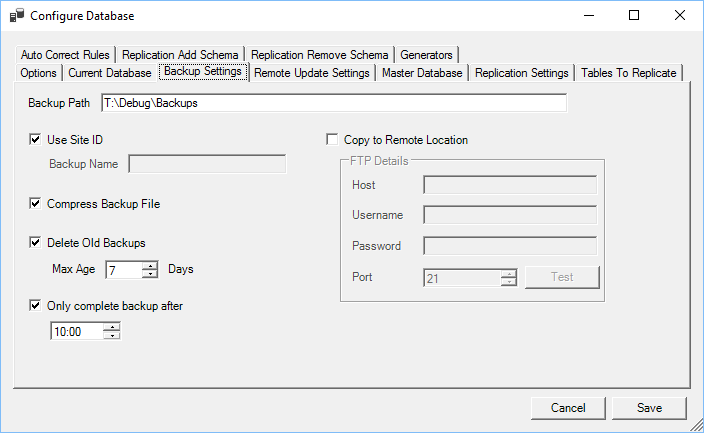 Configure Database
Auto Correct Rules Replication Add Schema Replication Remove Schema Generators
Options Current Database Backup Settings Remote Update Settings Master Database Replication Settings Tables To Replicate
Backup Path T:\Debug\Backups
Use Site ID Copy to Remote Location
Backup Name FTP Details
Host
Compress Backup File Username
Delete Old Backups Password
Max Age 7 Days Port 21 Test
Only complete backup after
10:00
Cancel Save